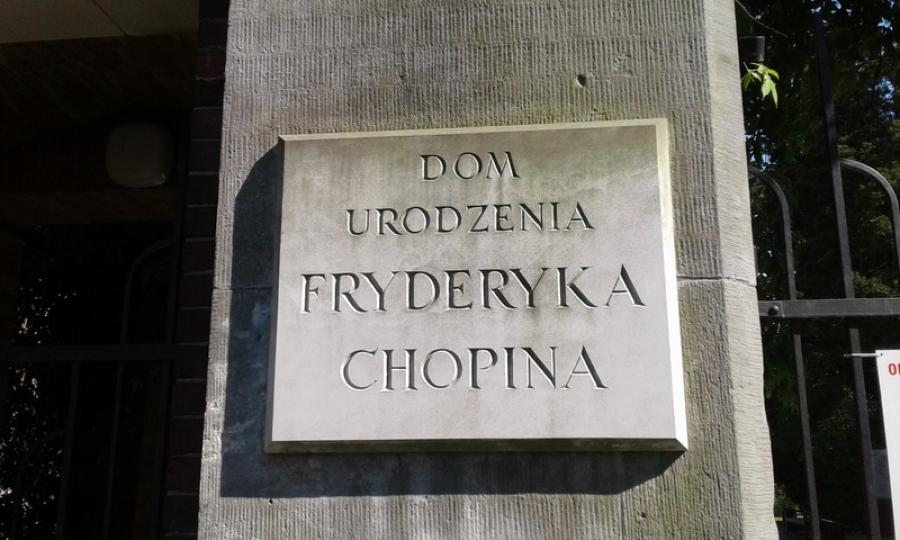 DOM
URODZENIA
FRYDERYKA
CHOPINA